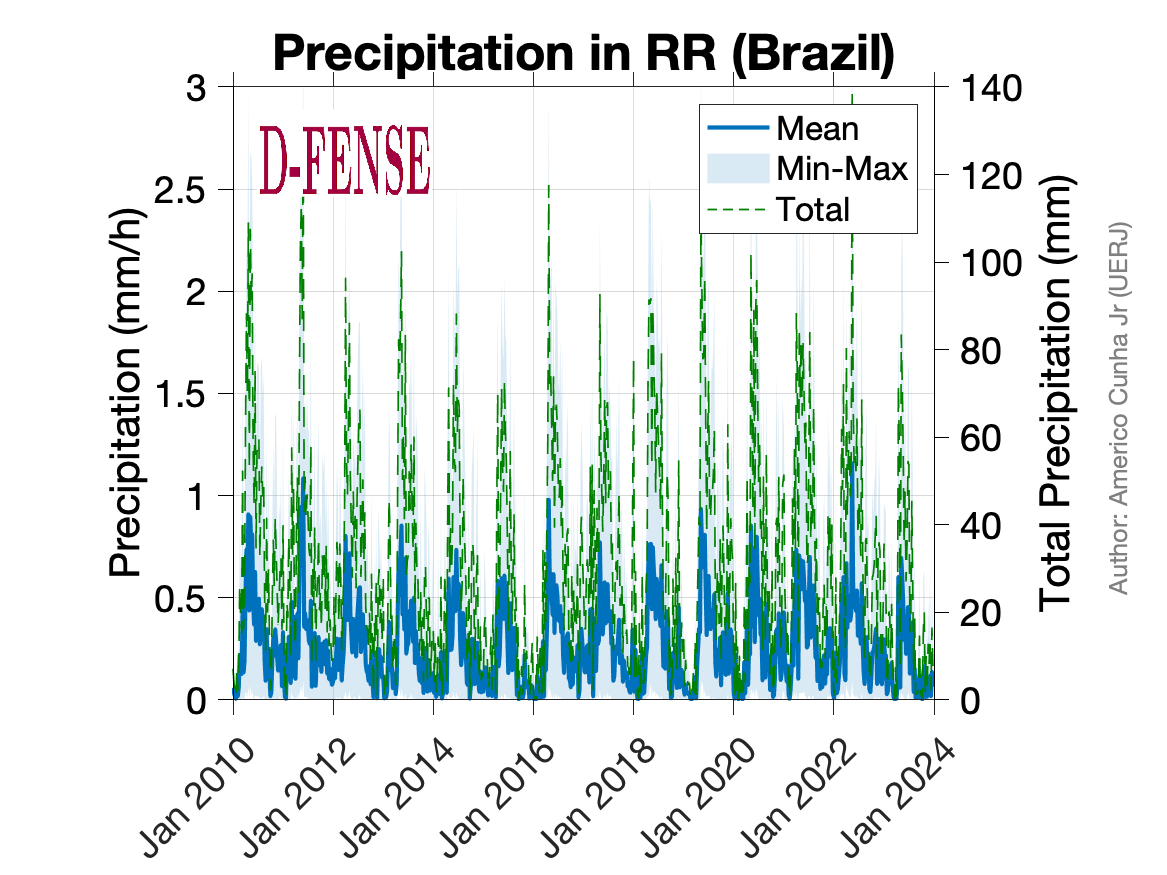 Precipitation in RR (Brazil)
D-FENSE
Mean
Min-Max
Total
Precipitation (mm/h)
3
2.5
2
1.5
1
0.5
0
140
120
100
80
60
40
20
0
Total Precipitation (mm)
Author: Americo Cunha Jr (UERJ)
Jan 2010
Jan 2012
Jan 2014
Jan 2016
Jan 2018
Jan 2020
Jan 2022
Jan 2024